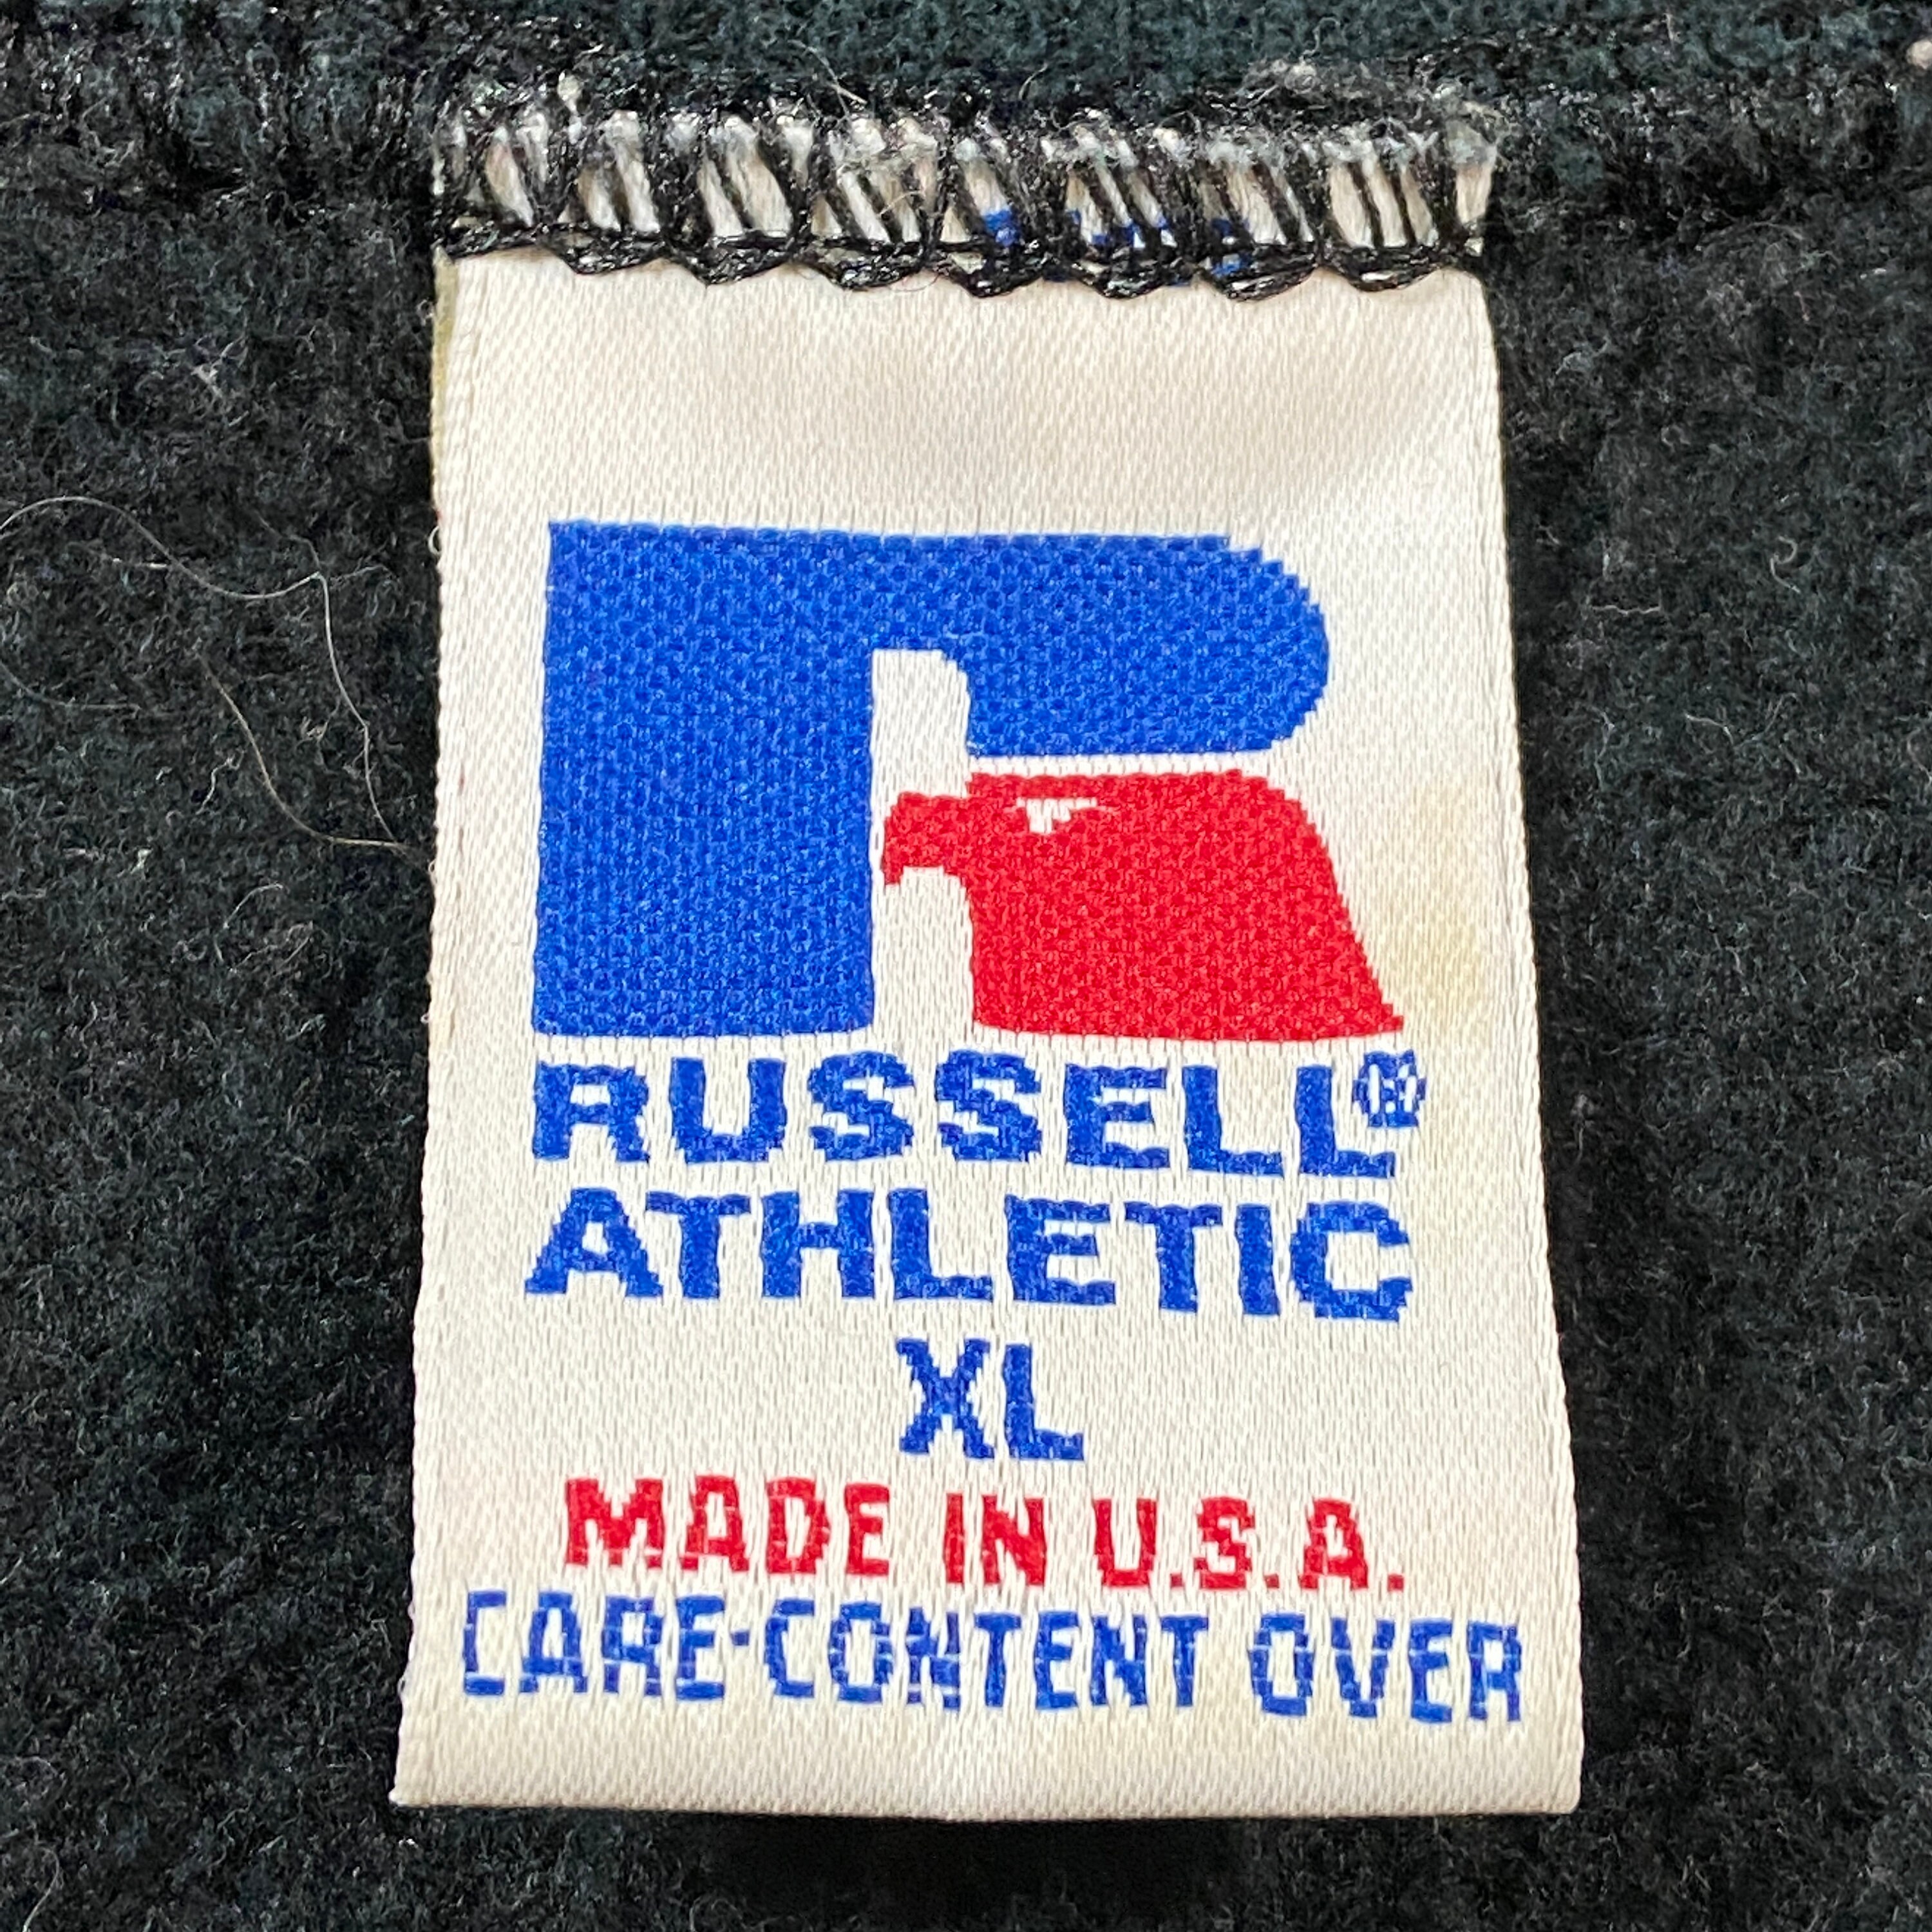 RUSSELL®
ATHLETIC
XL
MADE IN U.S.A.
CARE·CONTENT OVER